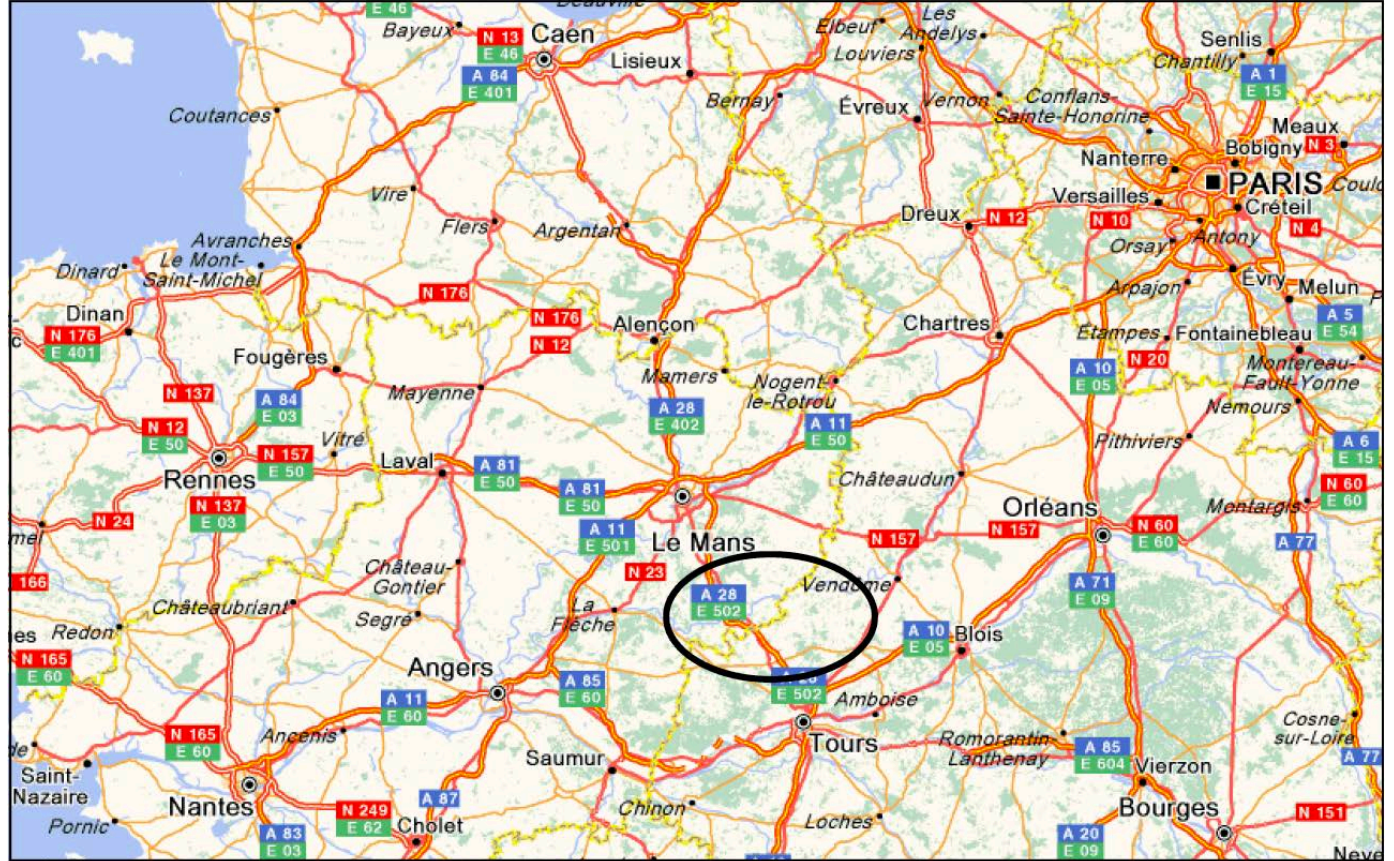 E 46
Deauville
Bayeux
N 13
E 46
Caen
Lisieux
A 84
E 401
Elbeuf
Louviers
Les
Andelys
Senlis
Chantilly
A 1
E 15
Coutances
Bernay
Évreux
Vernon
Conflans-
Sainte-Honorine
Meaux
N 3
Bobigny
Nanterre
PARIS
Vire
Versailles
Créteil
Flers
Argentan
Dreux
N 12
N 10
N 4
Orsay
Antony
Avranches
Le Mont-
Saint-Michel
Dinard
Évry
Arpajon
Melun
N 176
Dinan
N 176
E 401
N 176
N 12
Alençon
Chartres
Étampes
Fontainebleau
A 5
E 54
Fougères
Mayenne
Mamers
Nogent-
le-Rotrou
A 10
E 05
N 20
Montereau-
Fault-Yonne
N 137
A 84
E 03
A 28
E 402
A 11
E 50
Nemours
N 12
E 50
Vitré
Pithiviers
A 6
E 15
Rennes
N 157
E 50
Laval
A 81
E 50
A 81
E 50
Châteaudun
Orléans
N 60
E 60
Montargis
N 137
E 03
N 24
A 11
E 501
Le Mans
N 157
N 157
N 60
E 60
A 77
N 23
166
Château-
Gontier
Vendôme
A 28
E 502
A 71
E 09
Châteaubriant
Segré
La
Flèche
Redon
A 10
E 05
Blois
N 165
E 60
Angers
A 85
E 60
A 11
E 60
E 502
Amboise
N 165
E 60
Ancenis
Tours
Romorantin
Lanthenay
A 85
E 604
Cosne-
sur-Loire
Saumur
Vierzon
A 77
Saint-
Nazaire
Nantes
A 87
Chinon
Bourges
N 151
Pornic
N 249
E 62
Cholet
Loches
A 83
E 03
A 20
E 09